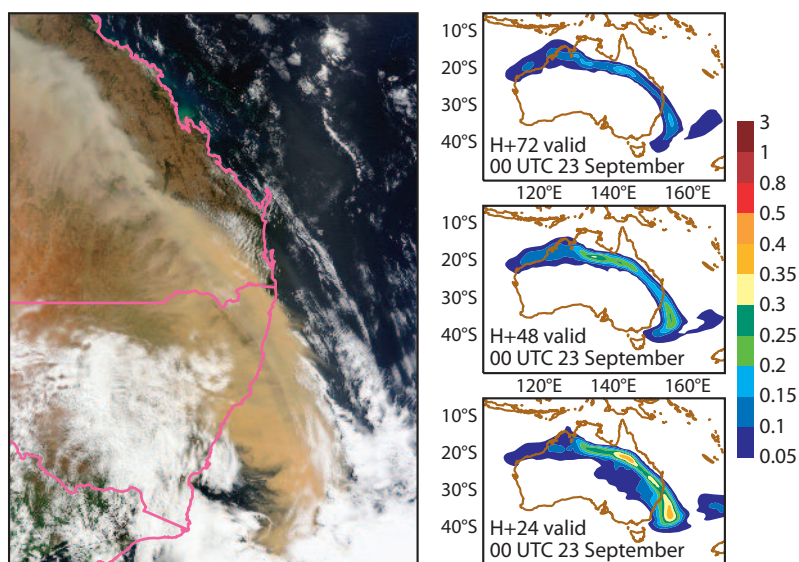 10°S
20°S
30°S
40°S
H+72 valid
00 UTC 23 September
120°E 140°E 160°E
10°S
20°S
30°S
40°S
H+48 valid
00 UTC 23 September
120°E 140°E 160°E
10°S
20°S
30°S
40°S
H+24 valid
00 UTC 23 September
3
1
0.8
0.5
0.4
0.35
0.3
0.25
0.2
0.15
0.1
0.05